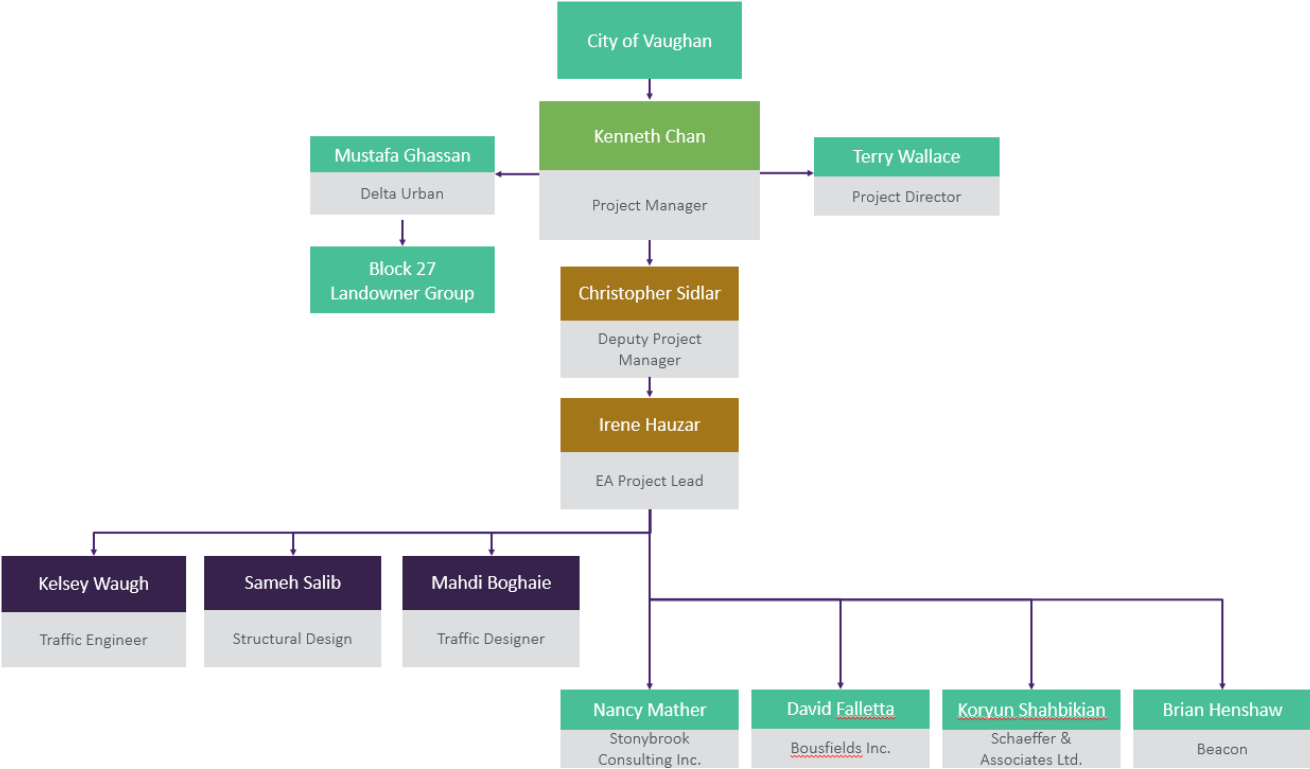 City of Vaughan
Kenneth Chan
Project Manager
Mustafa Ghassan
Delta Urban
Terry Wallace
Project Director
Block 27
Landowner Group
Christopher Sidlar
Deputy Project
Manager
Irene Hauzar
EA Project Lead
Kelsey Waugh
Traffic Engineer
Sameh Salib
Structural Design
Mahdi Boghaie
Traffic Designer
Nancy Mather
Stonybrook
Consulting Inc.
David Falletta
Bousfields Inc.
Koryun Shahbikian
Schaeffer &
Associates Ltd.
Brian Henshaw
Beacon